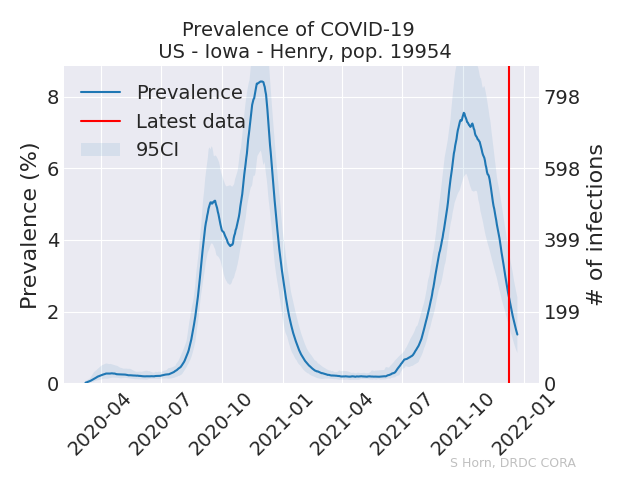 Prevalence of COVID-19
US - Iowa - Henry, pop. 19954
Prevalence
Latest data
95CI
Prevalence (%)
8
6
4
2
0
798
598
399
199
0
# of infections
2020-04
2020-07
2020-10
2021-01
2021-04
2021-07
2021-10
2022-01
S Horn, DRDC CORA